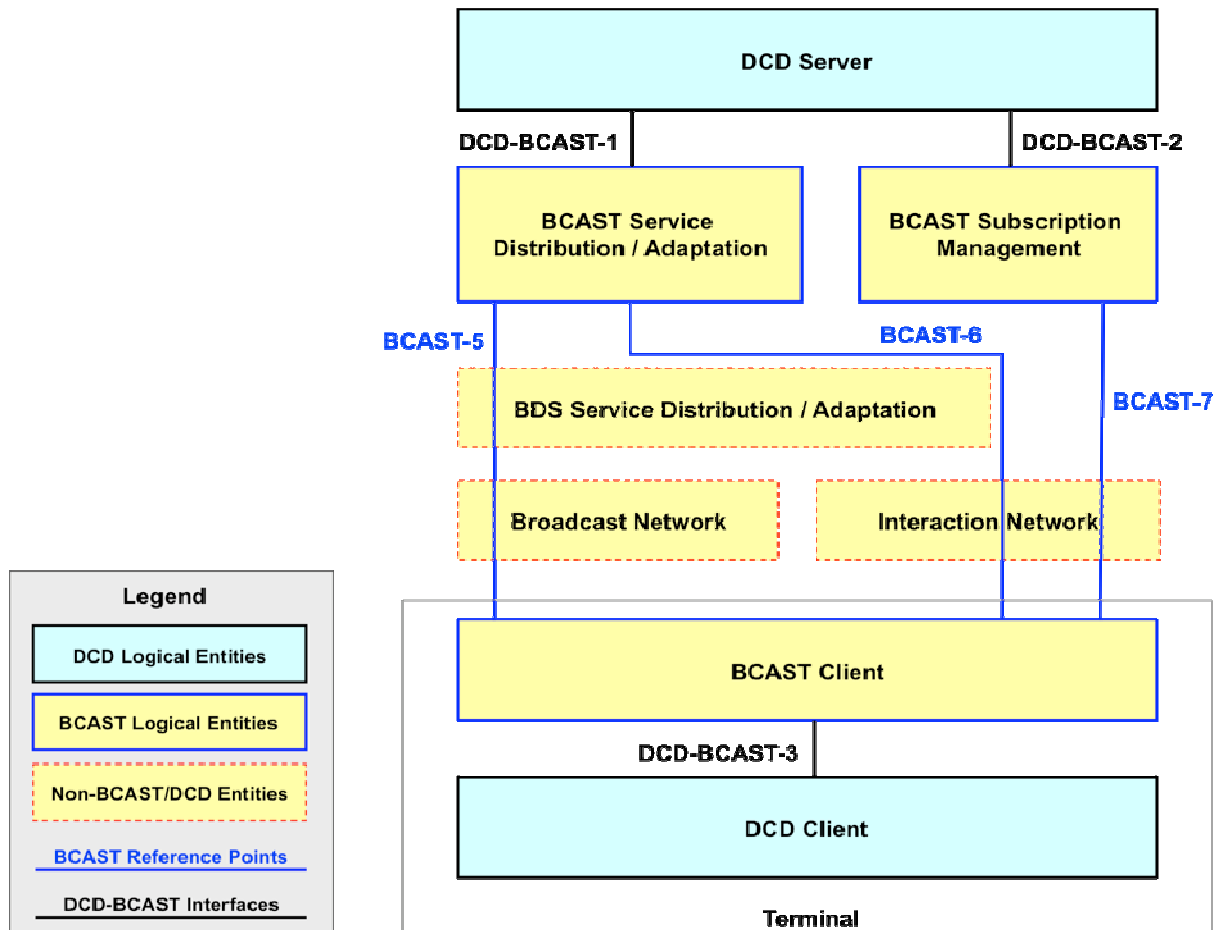 DCD Server
DCD-BCAST-1
DCD-BCAST-2
BCAST Service
Distribution / Adaptation
BCAST Subscription
Management
BCAST-5
BCAST-6
BCAST-7
BDS Service Distribution / Adaptation
Broadcast Network
Interaction Network
BCAST Client
DCD-BCAST-3
DCD Client
Terminal
Legend
DCD Logical Entities
BCAST Logical Entities
Non-BCAST/DCD Entities
BCAST Reference Points
DCD-BCAST Interfaces